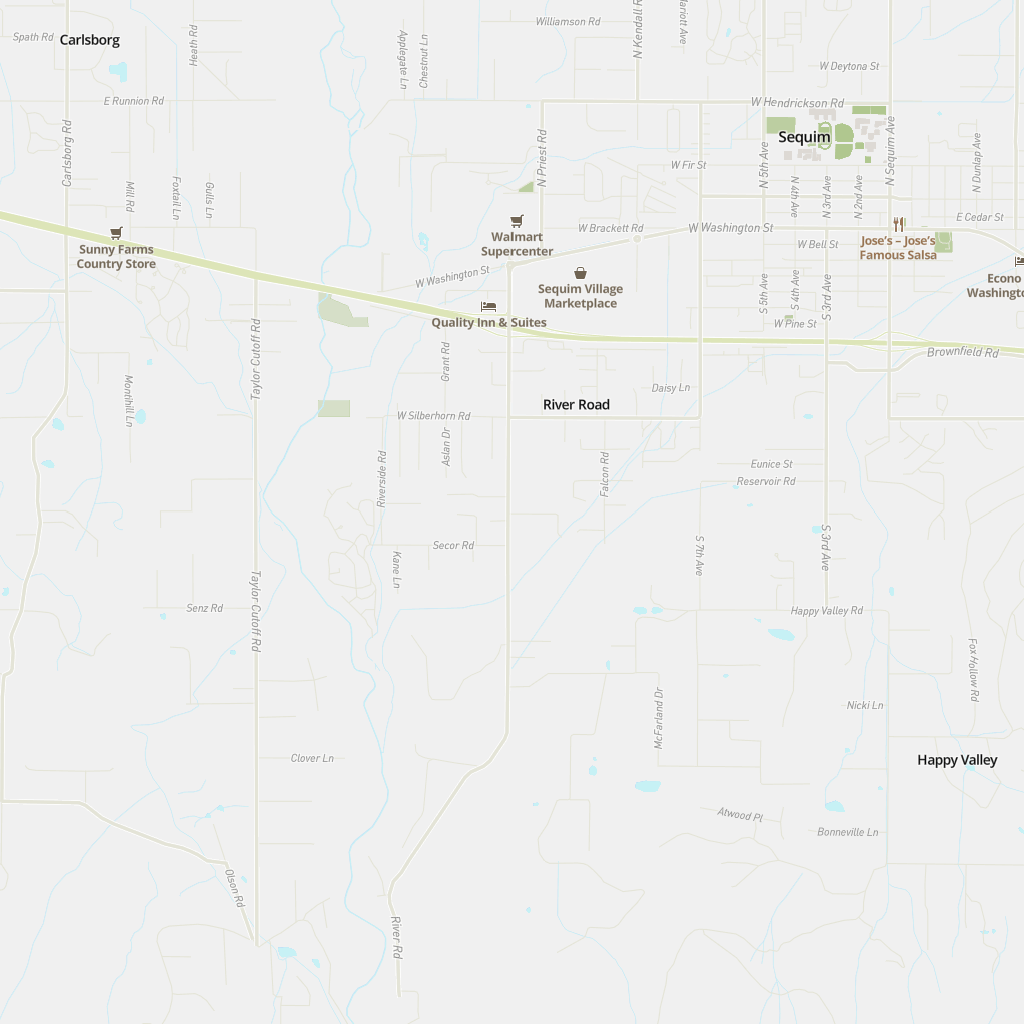 Williamson Rd
N Kendall R
ariott Ave
Spath Rd
Carlsborg
Heath Rd
Applegate Ln
Chestnut Ln
W Deytona St
E Runnion Rd
W Hendrickson Rd
Sequim
Carlsborg Rd
N Priest Rd
N 5th Ave
N Sequim Ave
N Dunlap Ave
W Fir St
Mill Rd
Foxtail Ln
Gulls Ln
N 4th Ave
N 3rd Ave
N 2nd Ave
E Cedar St
W Brackett Rd
W Washington St
Walmart
Supercenter
W Bell St
Jose's – Jose's
Famous Salsa
Sunny Farms
Country Store
W Washington St
Sequim Village
Marketplace
S 5th Ave
S 4th Ave
S 3rd Ave
Econo
Washingto
Quality Inn & Suites
W Pine St
Taylor Cutoff Rd
Grant Rd
Brownfield Rd
Montihill Ln
Daisy Ln
River Road
W Silberhorn Rd
Aslan Dr
Riverside Rd
Falcon Rd
Eunice St
Reservoir Rd
Secor Rd
Kane Ln
S 7th Ave
S 3rd Ave
Taylor Cutoff Rd
Senz Rd
Happy Valley Rd
Fox Hollow Rd
McFarland Dr
Nicki Ln
Clover Ln
Happy Valley
Atwood Pl
Bonneville Ln
Olson Rd
River Rd